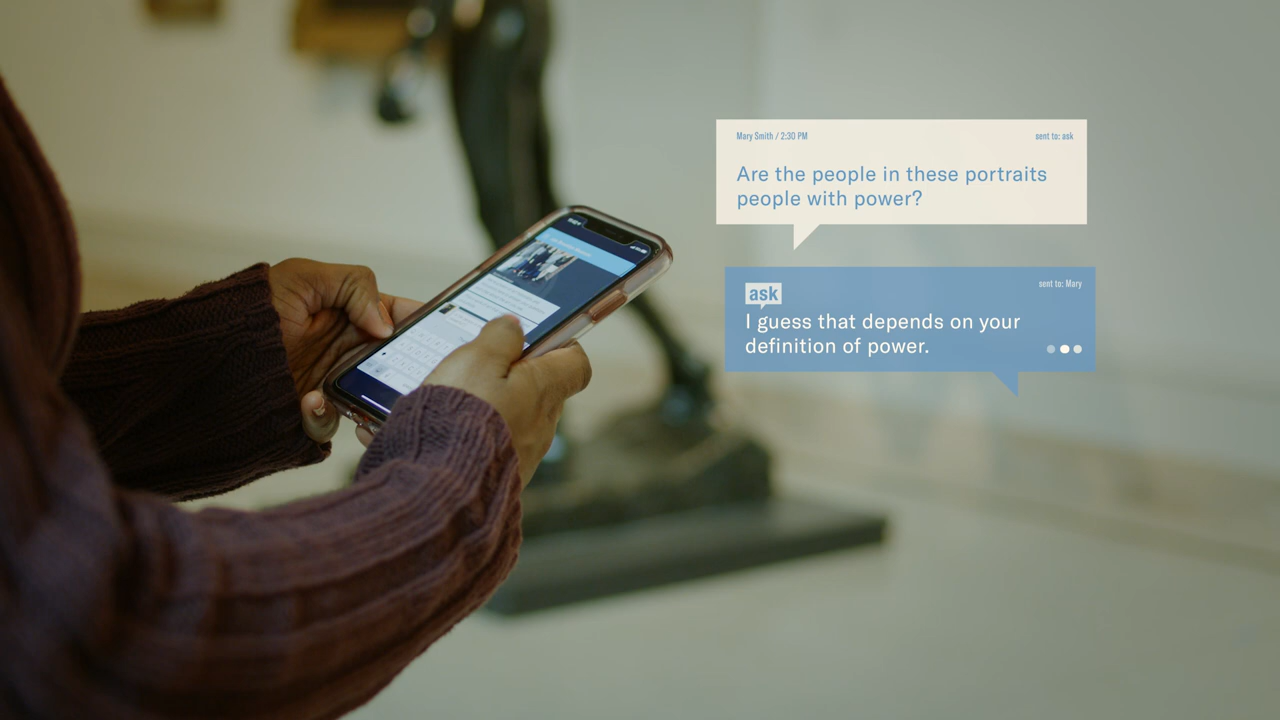 Mary Smith / 2:30 PM
sent to: ask
Are the people in these portraits
people with power?
ask
sent to: Mary
I guess that depends on your
definition of power.